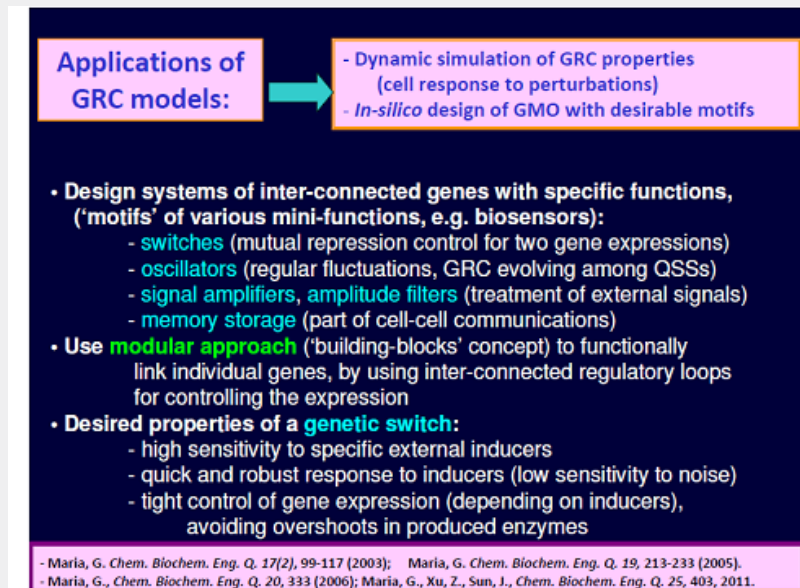 Applications of
GRC models:
- Dynamic simulation of GRC properties
(cell response to perturbations)
- In-silico design of GMO with desirable motifs
• Design systems of inter-connected genes with specific functions,
('motifs' of various mini-functions, e.g. biosensors):
- switches (mutual repression control for two gene expressions)
- oscillators (regular fluctuations, GRC evolving among QSSs)
- signal amplifiers, amplitude filters (treatment of external signals)
- memory storage (part of cell-cell communications)
• Use modular approach ('building-blocks' concept) to functionally
link individual genes, by using inter-connected regulatory loops
for controlling the expression
• Desired properties of a genetic switch:
- high sensitivity to specific external inducers
- quick and robust response to inducers (low sensitivity to noise)
- tight control of gene expression (depending on inducers),
avoiding overshoots in produced enzymes
- Maria, G. Chem. Biochem. Eng. Q. 17(2), 99-117 (2003); Maria, G. Chem. Biochem. Eng. Q. 19, 213-233 (2005).
- Maria, G., Chem. Biochem. Eng. Q. 20, 333 (2006); Maria, G., Xu, Z., Sun, J., Chem. Biochem. Eng. Q. 25, 403, 2011.